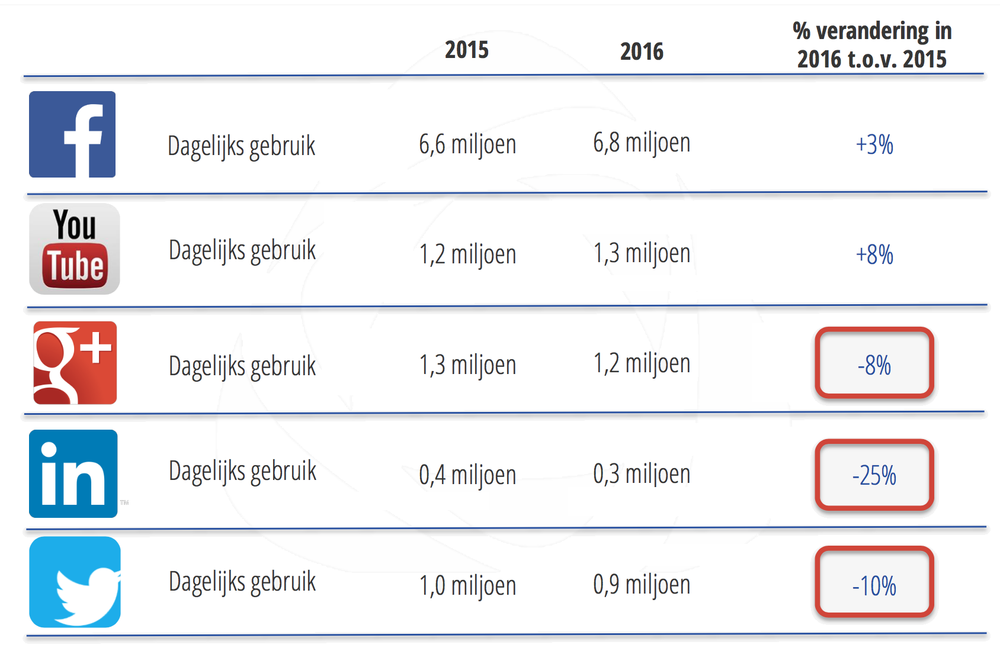 2015
2016
% verandering in
2016 t.o.v. 2015
f
Dagelijks gebruik
6,6 miljoen
6,8 miljoen
+3%
You
Tube
Dagelijks gebruik
1,2 miljoen
1,3 miljoen
+8%
g+
Dagelijks gebruik
1,3 miljoen
1,2 miljoen
-8%
in
TM
Dagelijks gebruik
0,4 miljoen
0,3 miljoen
-25%
Dagelijks gebruik
1,0 miljoen
0,9 miljoen
-10%